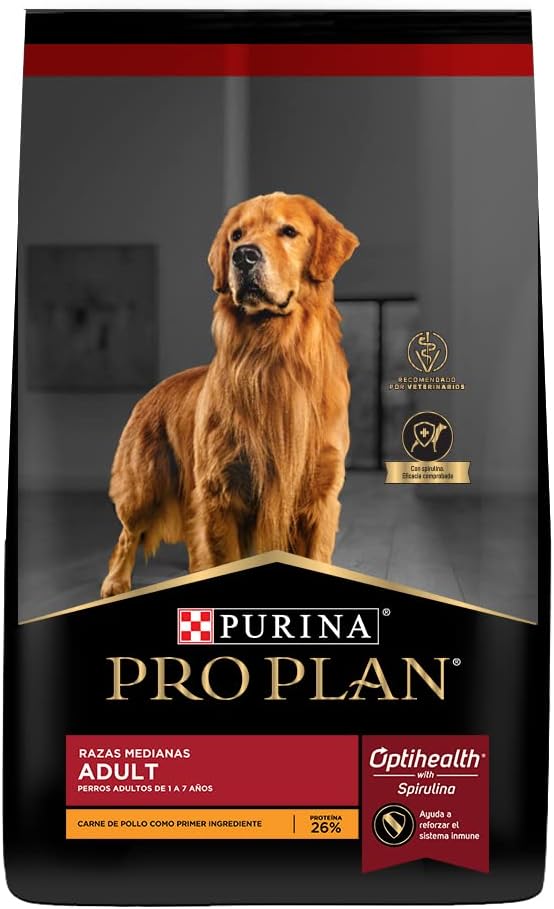 RECOMENDADO
POR VETERINARIOS
Con spirulina.
Eficacia comprobada
PURINA®
PRO PLAN®
RAZAS MEDIANAS
ADULT
PERROS ADULTOS DE 1 A 7 AÑOS
CARNE DE POLLO COMO PRIMER INGREDIENTE
PROTEÍNA
26%
Optihealth®
with
Spirulina
Ayuda a
reforzar el
sistema inmune